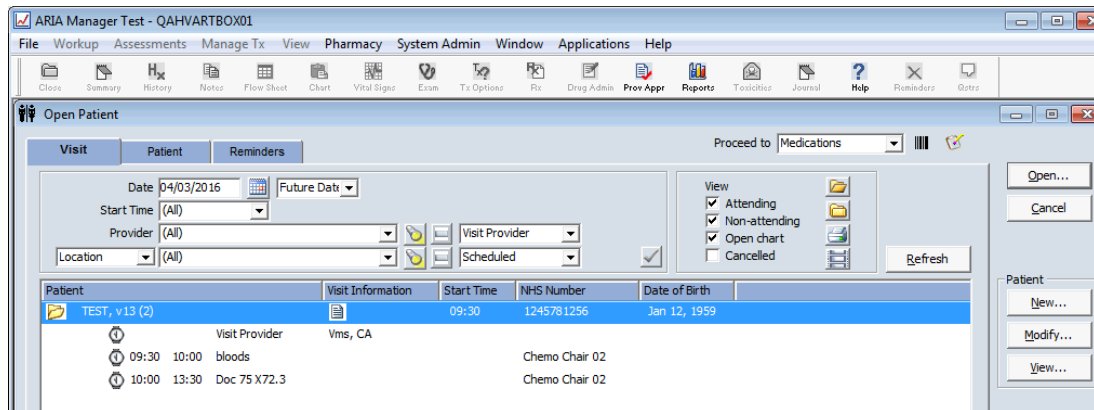 ARIA Manager Test - QAHVARTBOX01
File Workup Assessments Manage Tx View Pharmacy System Admin Window Applications Help
Close Summary History Notes Flow Sheet Chart Vital Signs Exam Tx Options Rx Drug Admin Prov Appr Reports Toxicities Journal Help Reminders Qstrs
Open Patient
Visit Patient Reminders
Proceed to Medications
Date 04/03/2016 Future Date
Start Time (All)
Provider (All) Visit Provider
Location (All) Scheduled
View
Attending
Non-attending
Open chart
Cancelled
Refresh
Open...
Cancel
Patient
New...
Modify...
View...
Patient Visit Information Start Time NHS Number Date of Birth
TEST, v13 (2) 09:30 1245781256 Jan 12, 1959
Visit Provider Vms, CA
09:30 10:00 bloods Chemo Chair 02
10:00 13:30 Doc 75 X72.3 Chemo Chair 02